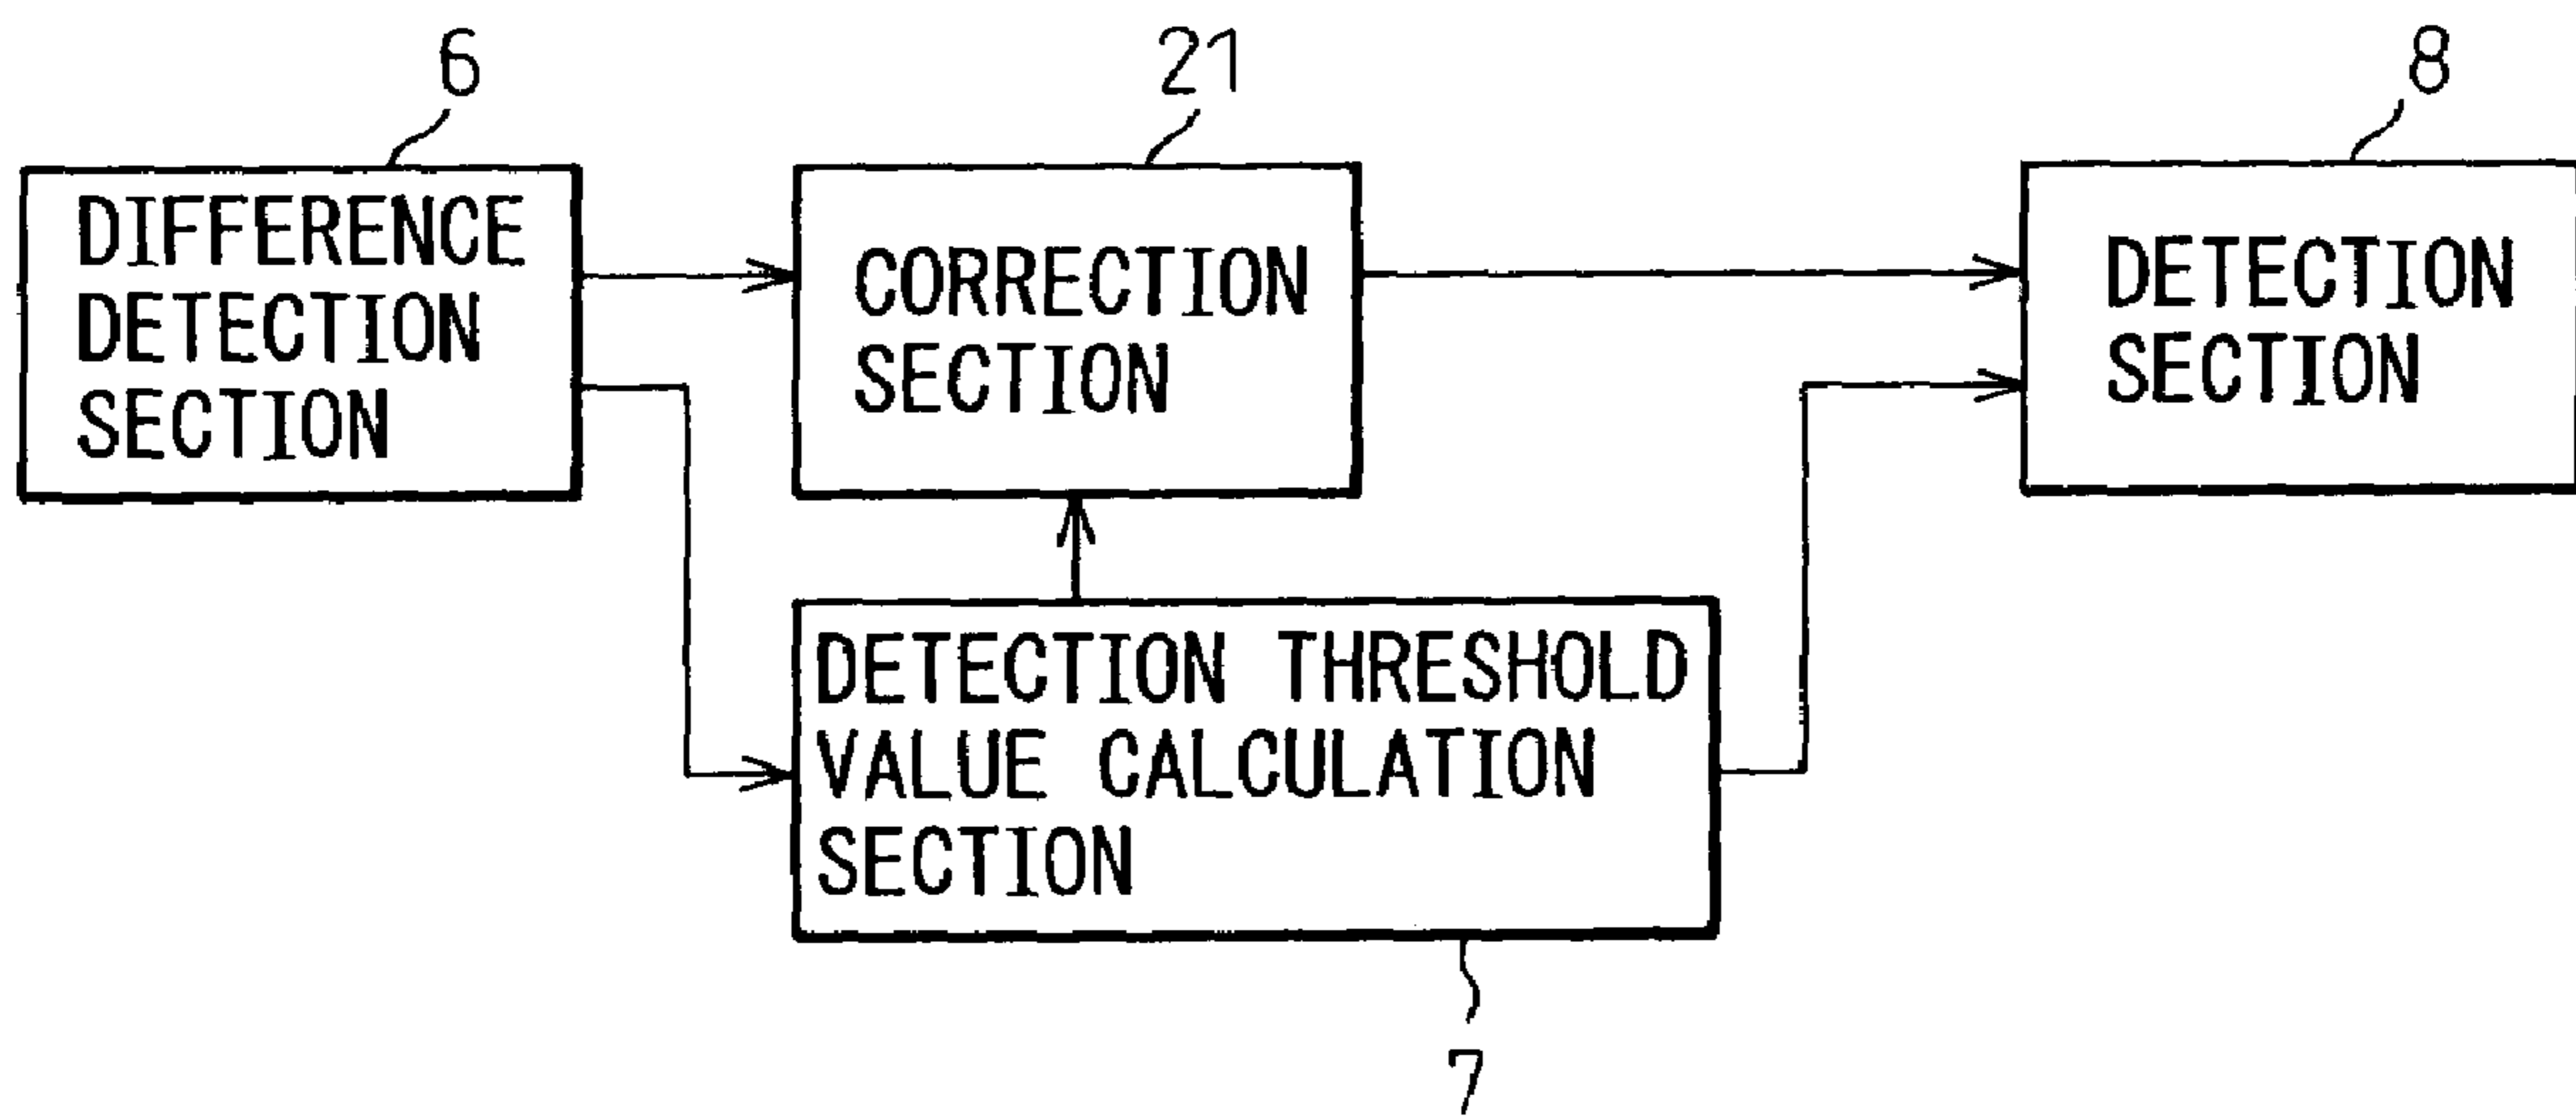 6
21
8
DIFFERENCE
DETECTION
SECTION
CORRECTION
SECTION
DETECTION
SECTION
DETECTION THRESHOLD
VALUE CALCULATION
SECTION
7